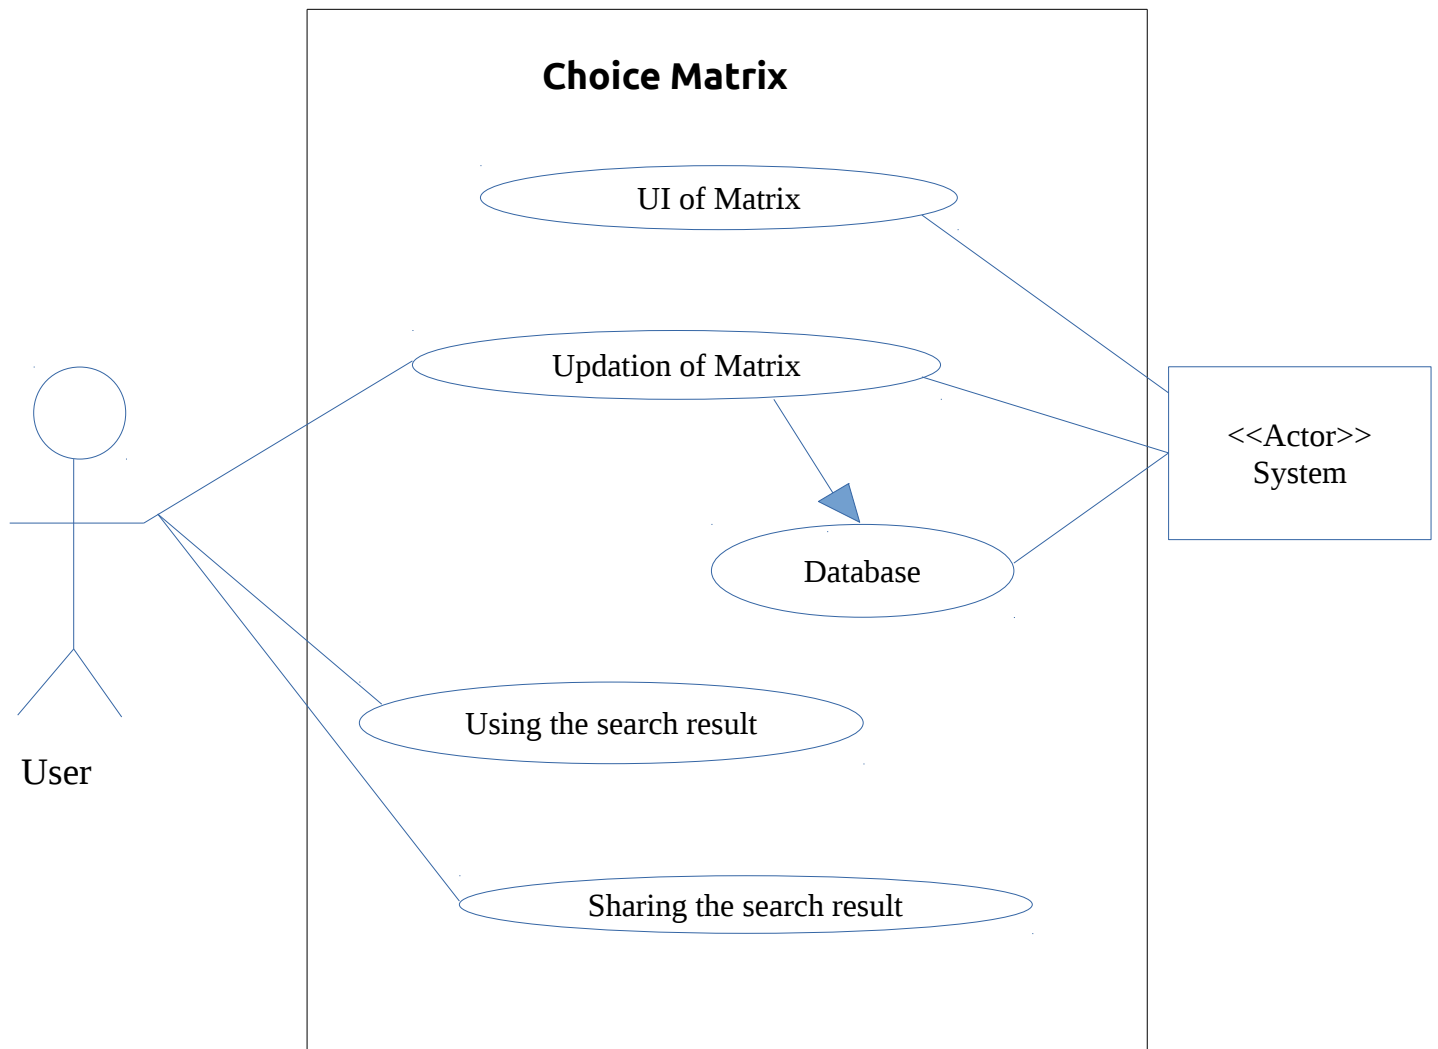 Choice Matrix
UI of Matrix
Updation of Matrix
<<Actor>>
System
Database
Using the search result
User
Sharing the search result